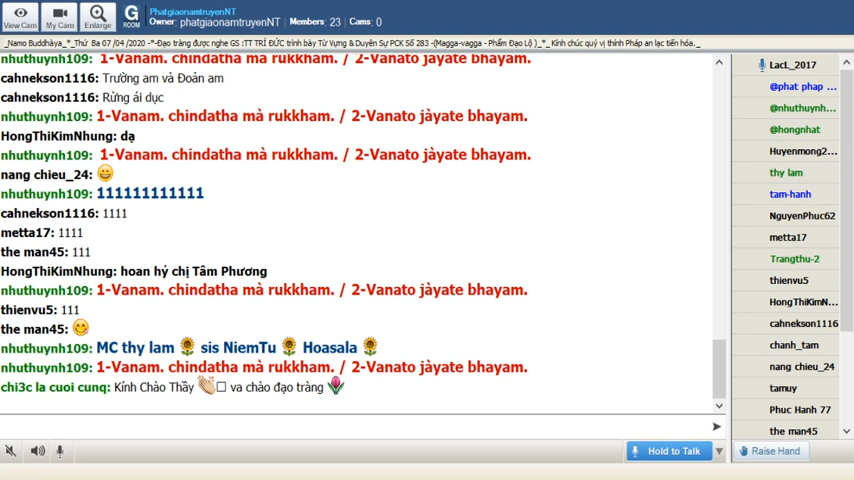 View Cam
My Cam
Enlarge
G
ROOM
PhatgiaonamtruyenNT
Owner: phatgiaonamtruyenNT Members: 23 Cams: 0
_Namo Buddhàya_*_Thứ Ba 07 /04 /2020 -*-Đạo tràng được nghe GS :TT TRÍ ĐỨC trình bày Từ Vựng & Duyên Sự PCK Số 283 -(Magga-vagga - Phẩm Đạo Lộ )_*_ Kính chúc quý vị thính Pháp an lạc tiến hóa._
nhuthuynh109: 1-Vanam. chindatha mà rukkham. / 2-Vanato jàyate bhayam.
cahnekson1116: Trường am và Đoản am
cahnekson1116: Rừng ái dục
nhuthuynh109: 1-Vanam. chindatha mà rukkham. / 2-Vanato jàyate bhayam.
HongThiKimNhung: dạ
nhuthuynh109: 1-Vanam. chindatha mà rukkham. / 2-Vanato jàyate bhayam.
nang chieu_24:
nhuthuynh109: 111111111111
cahnekson1116: 1111
metta17: 1111
the man45: 111
HongThiKimNhung: hoan hỷ chị Tâm Phương
nhuthuynh109: 1-Vanam. chindatha mà rukkham. / 2-Vanato jàyate bhayam.
thienvu5: 111
the man45:
nhuthuynh109: MC thy lam 🌻 sis NiemTu 🌻 Hoasala 🌻
nhuthuynh109: 1-Vanam. chindatha mà rukkham. / 2-Vanato jàyate bhayam.
chi3c la cuoi cunq: Kính Chào Thầy 👏 va chào đạo tràng 🌷
Hold to Talk
LacL_2017
@phat phap ...
@nhuthuynh...
@hongnhat
Huyenmong2...
thy lam
tam-hanh
NguyenPhuc62
metta17
Trangthu-2
thienvu5
HongThiKimN...
cahnekson1116
chanh_tam
nang chieu_24
tamuy
Phuc Hanh 77
the man45
Raise Hand